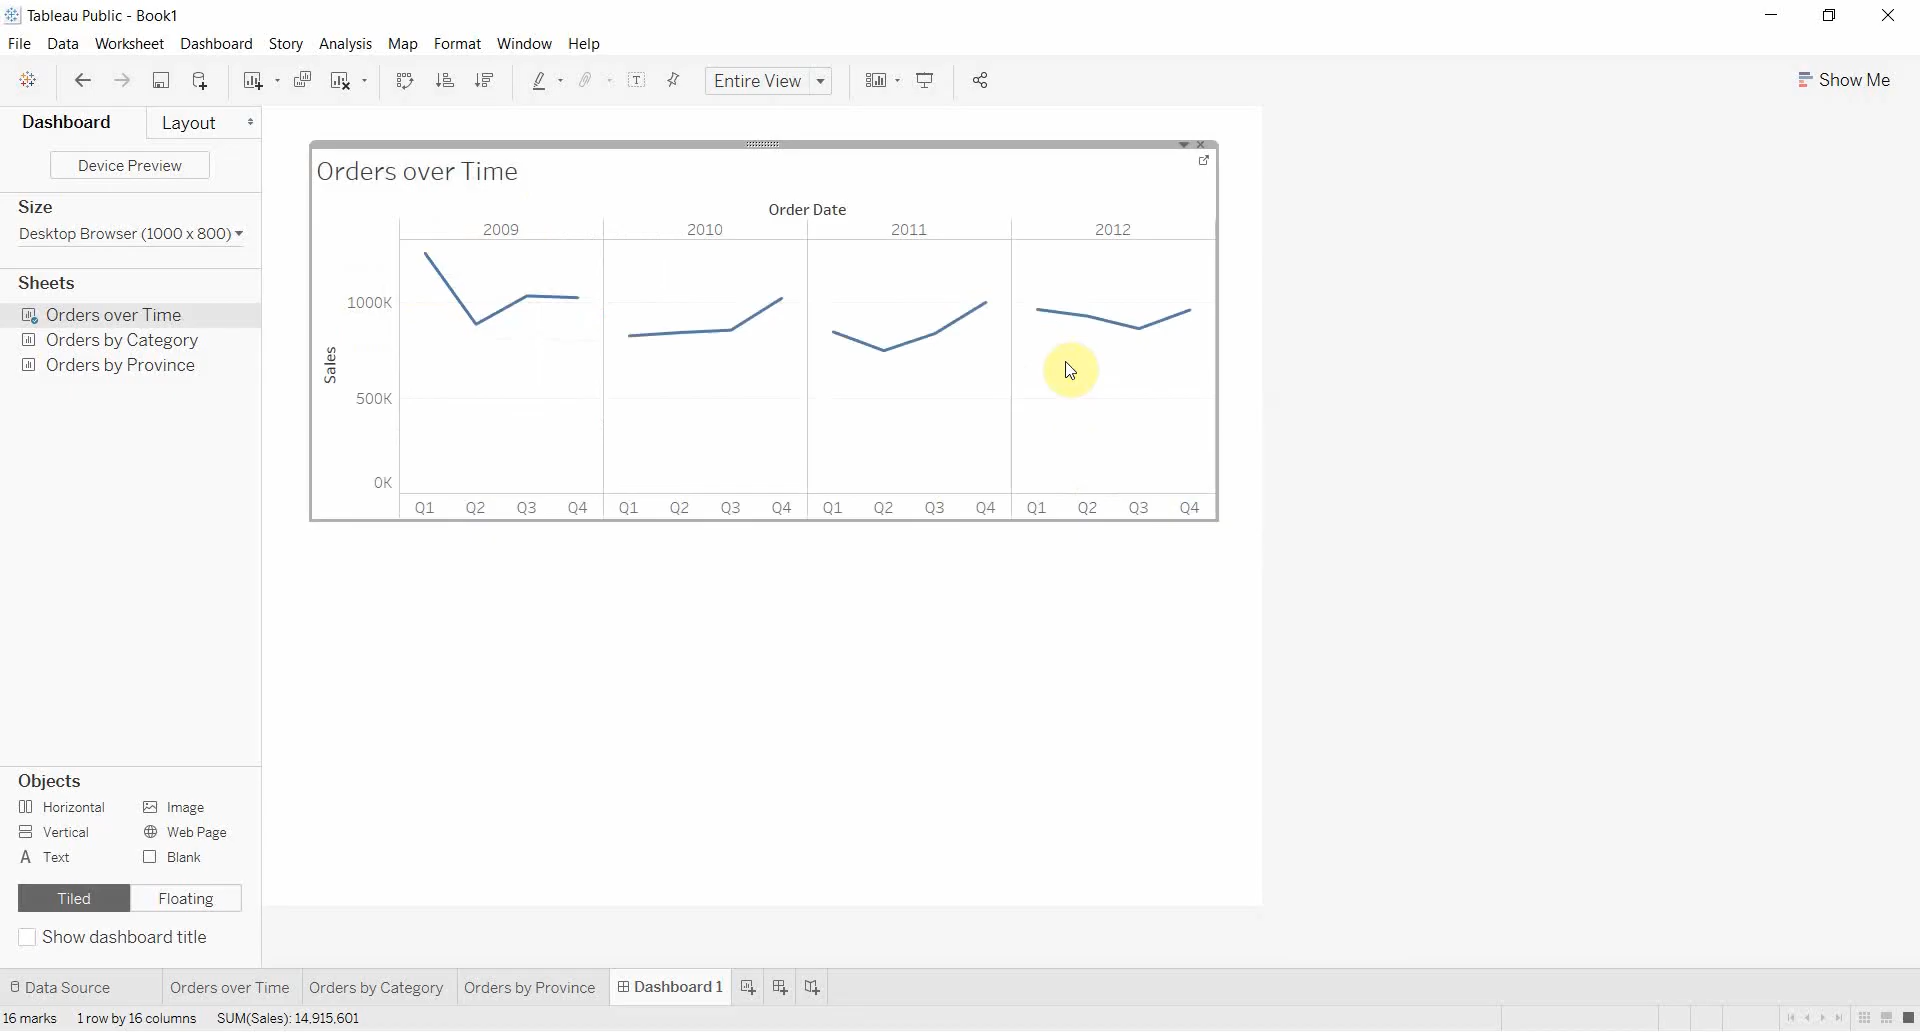 Tableau Public - Book1
File Data Worksheet Dashboard Story Analysis Map Format Window Help
Entire View
Show Me
Dashboard
Layout
Device Preview
Size
Desktop Browser (1000 x 800)
Sheets
Orders over Time
Orders by Category
Orders by Province
Orders over Time
Order Date
2009 2010 2011 2012
Sales
1000K
500K
0K
Q1 Q2 Q3 Q4 Q1 Q2 Q3 Q4 Q1 Q2 Q3 Q4 Q1 Q2 Q3 Q4
Objects
Horizontal Image
Vertical Web Page
A Text Blank
Tiled Floating
Show dashboard title
Data Source Orders over Time Orders by Category Orders by Province Dashboard 1
16 marks 1 row by 16 columns SUM(Sales): 14,915,601